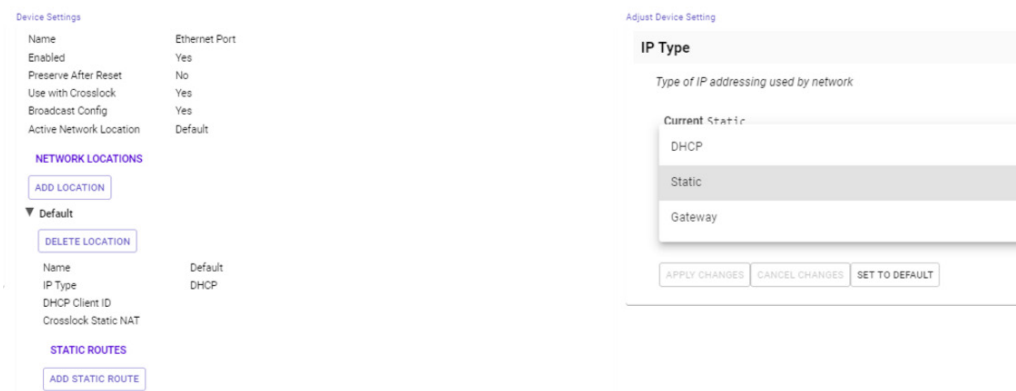 Device Settings
Name Ethernet Port
Enabled Yes
Preserve After Reset No
Use with Crosslock Yes
Broadcast Config Yes
Active Network Location Default
NETWORK LOCATIONS
ADD LOCATION
Default
DELETE LOCATION
Name Default
IP Type DHCP
DHCP Client ID
Crosslock Static NAT
STATIC ROUTES
ADD STATIC ROUTE
Adjust Device Setting
IP Type
Type of IP addressing used by network
Current Static
DHCP
Static
Gateway
APPLY CHANGES CANCEL CHANGES SET TO DEFAULT